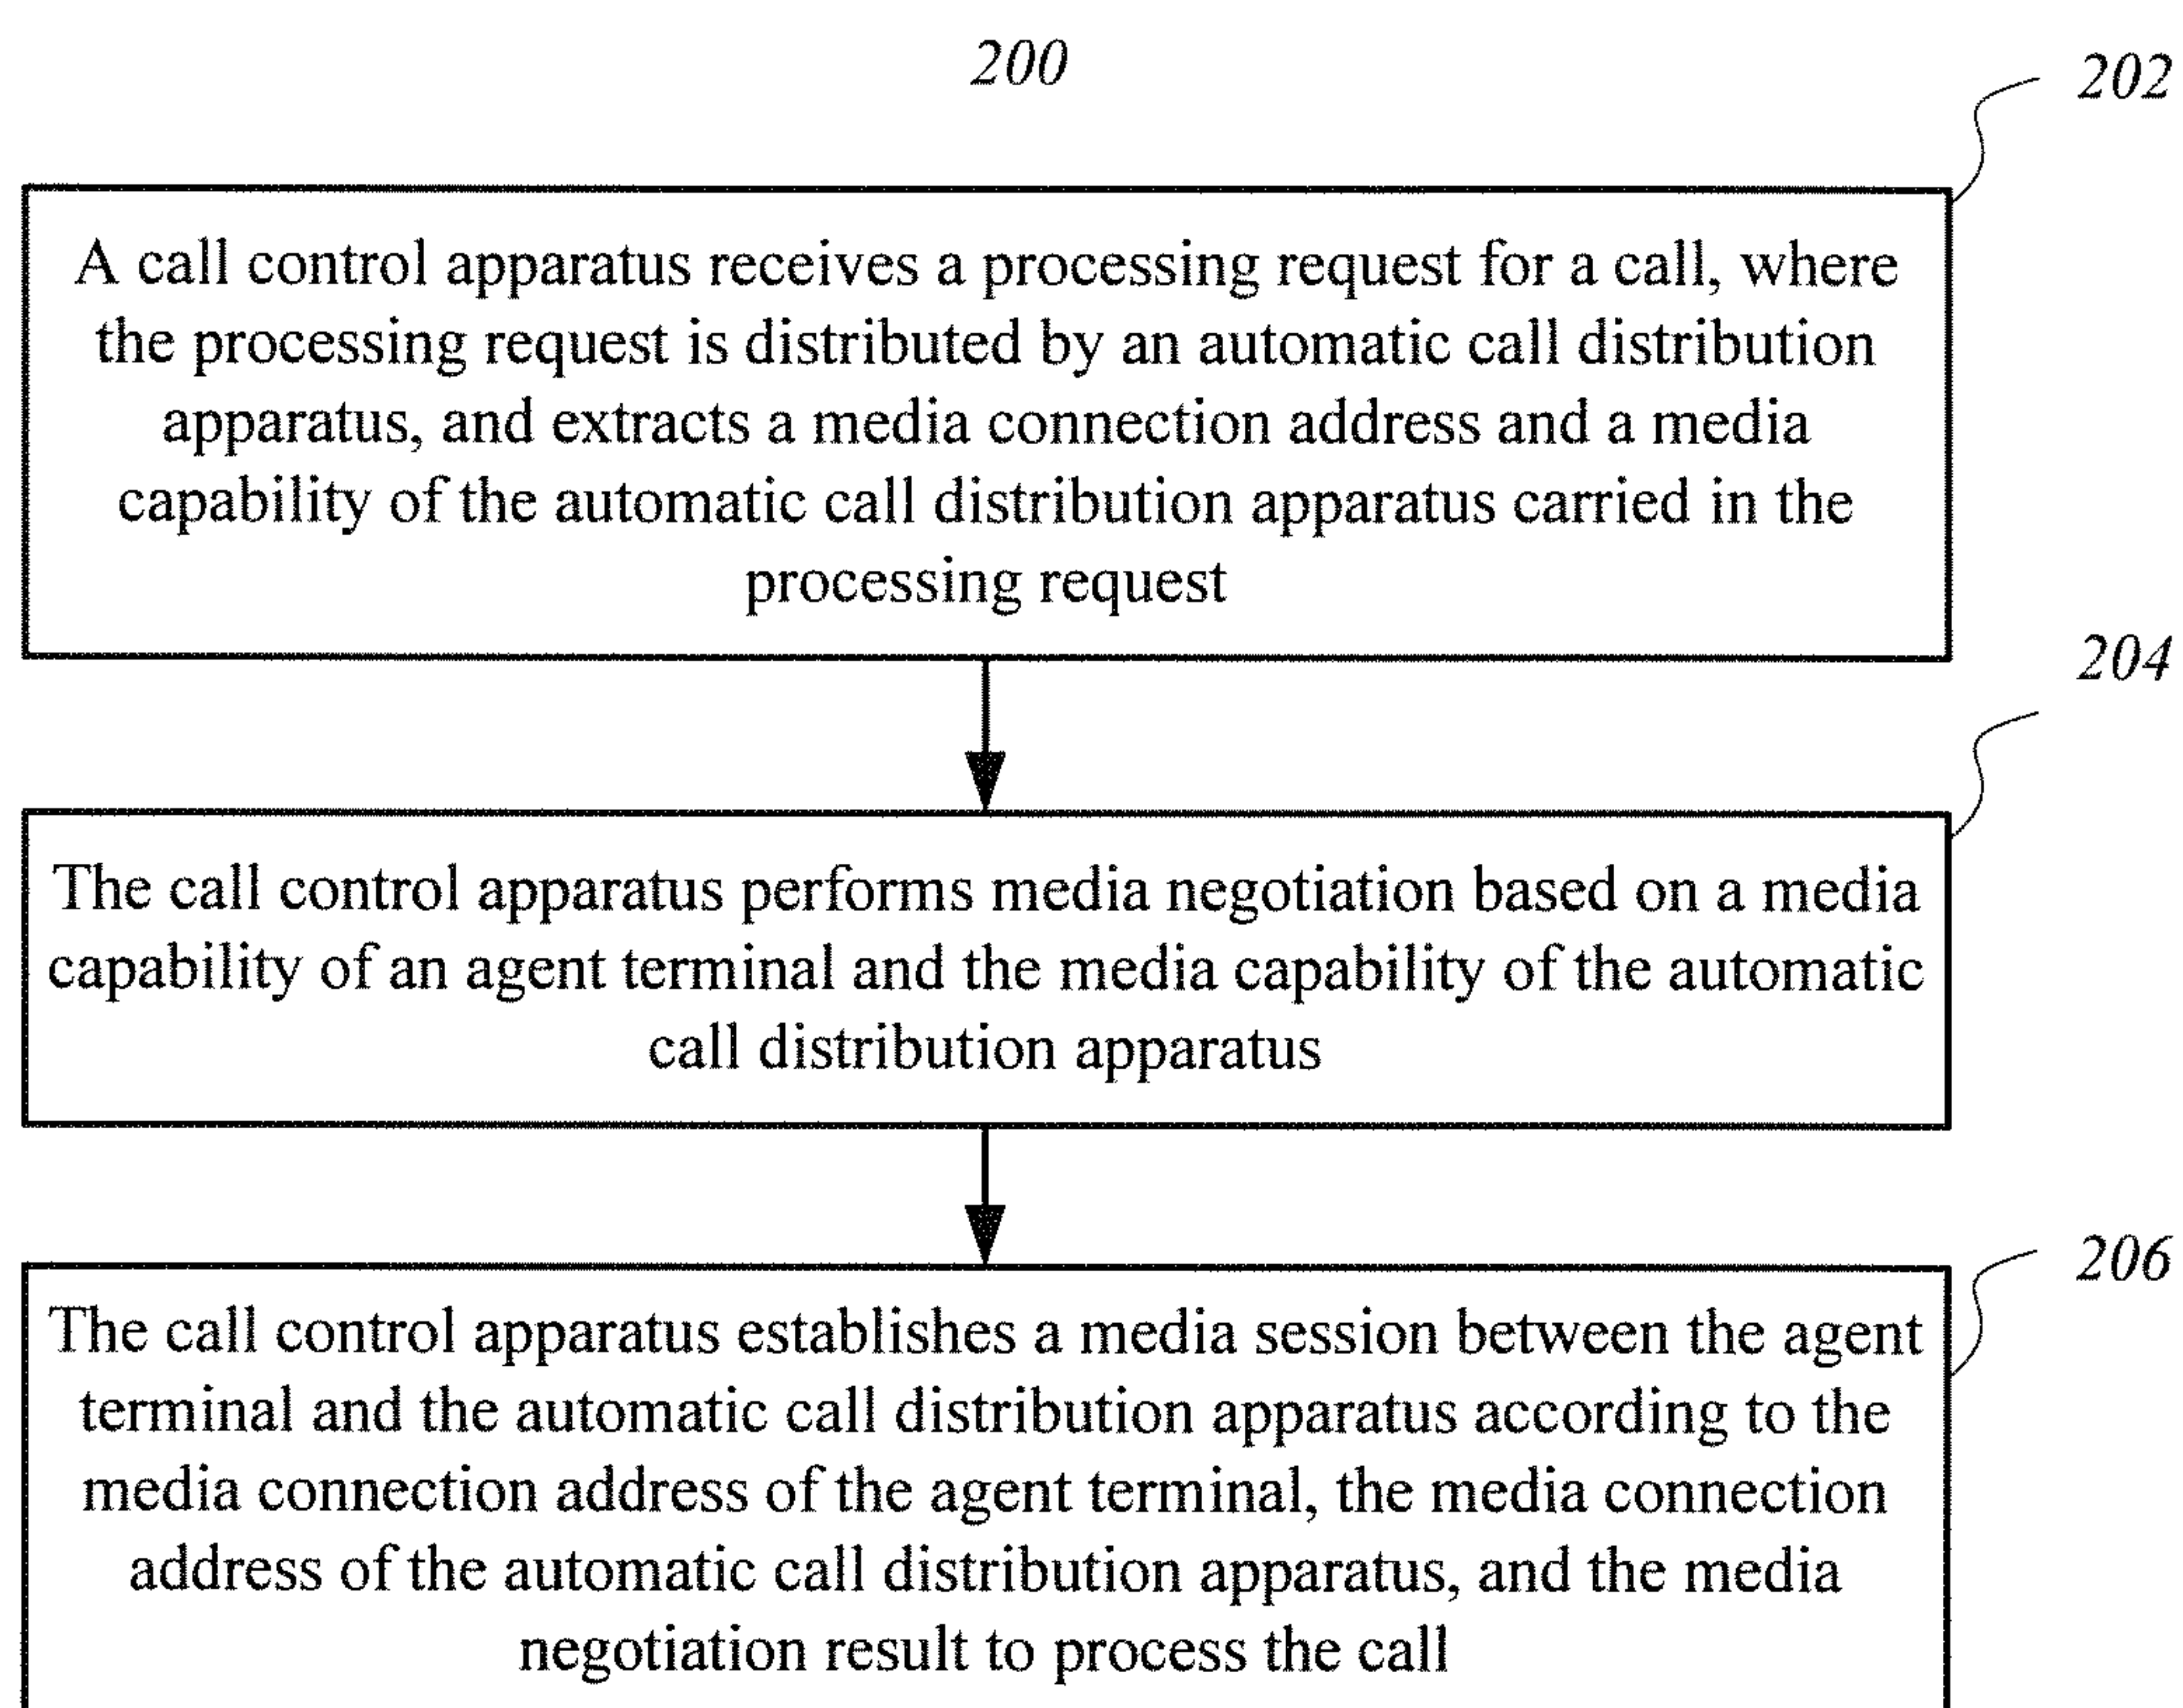 200
202
A call control apparatus receives a processing request for a call, where
the processing request is distributed by an automatic call distribution
apparatus, and extracts a media connection address and a media
capability of the automatic call distribution apparatus carried in the
processing request
204
The call control apparatus performs media negotiation based on a media
capability of an agent terminal and the media capability of the automatic
call distribution apparatus
206
The call control apparatus establishes a media session between the agent
terminal and the automatic call distribution apparatus according to the
media connection address of the agent terminal, the media connection
address of the automatic call distribution apparatus, and the media
negotiation result to process the call